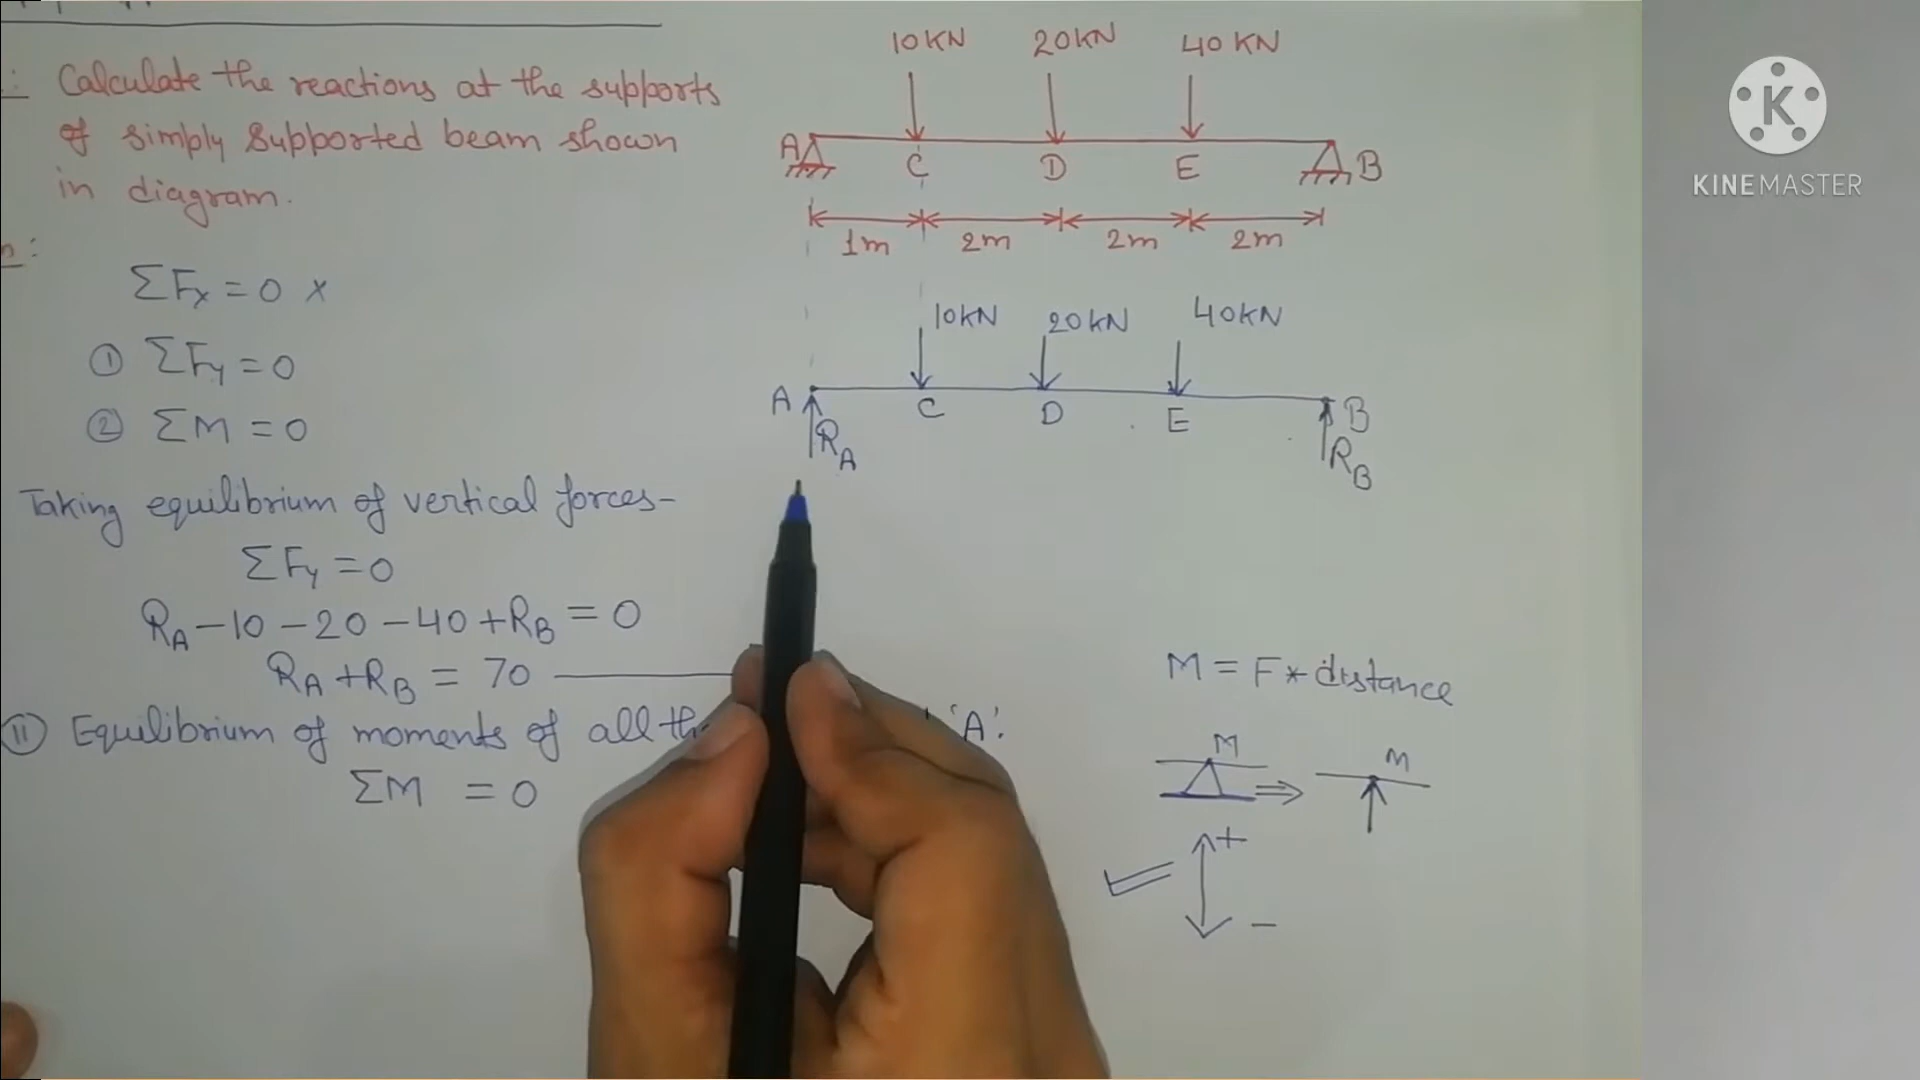 Calculate the reactions at the supports
of simply supported beam shown
in diagram.
ΣFx = 0 ×
① ΣFy = 0
② ΣM = 0
Taking equilibrium of vertical forces-
ΣFy = 0
RA - 10 - 20 - 40 + RB = 0
RA + RB = 70
II Equilibrium of moments of all 'A'.
ΣM = 0
10KN 20KN 40KN
A C D E B
1m 2m 2m 2m
10KN 20KN 40KN
A C D E B
RA RB
M = F * distance
M ⇒ M
+
-
K
KINEMASTER